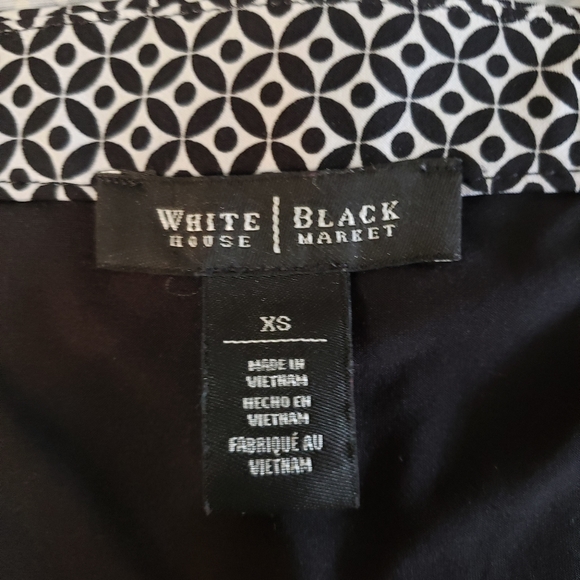 WHITE | BLACK
HOUSE MARKET
XS
MADE IN
VIETNAM
HECHO EN
VIETNAM
FABRIQUÉ AU
VIETNAM